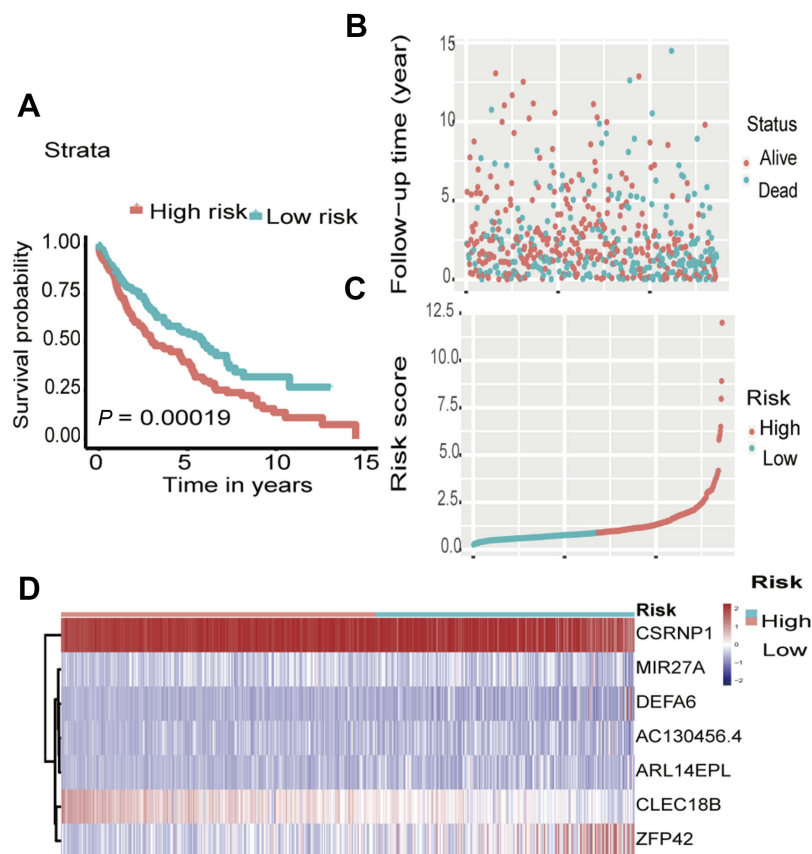 A
Strata
High risk Low risk
Survival probability
1.00
0.75
0.50
0.25
0.00
P = 0.00019
0 5 10 15
Time in years
B
Follow-up time (year)
15
10
5
0
Status
Alive
Dead
C
Risk score
12.5
10.0
7.5
5.0
2.5
0.0
Risk
High
Low
D
Risk
CSRNP1
MIR27A
DEFA6
AC130456.4
ARL14EPL
CLEC18B
ZFP42
2
1
0
-1
-2
Risk
High
Low